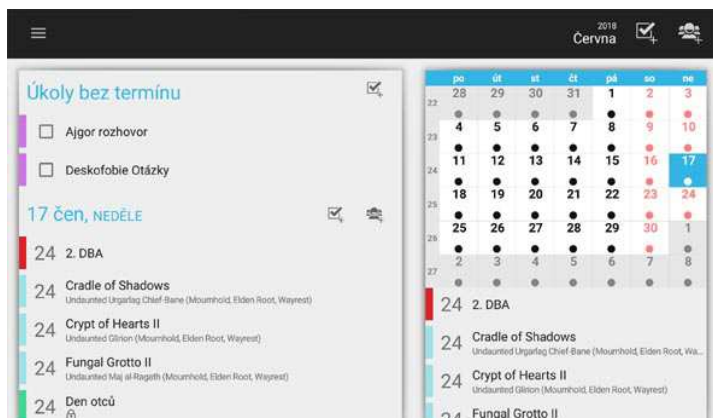 2018
Června
Úkoly bez termínu
Ajgor rozhovor
Deskofobie Otázky
17 čen, NEDĚLE
24 2. DBA
24 Cradle of Shadows
Undaunted Urgarlag Chief-Bane (Mournhold, Elden Root, Wayrest)
24 Crypt of Hearts II
Undaunted Glirion (Mournhold, Elden Root, Wayrest)
24 Fungal Grotto II
Undaunted Maj al-Ragath (Mournhold, Elden Root, Wayrest)
24 Den otců
po út st čt pá so ne
22 28 29 30 31 1 2 3
23 4 5 6 7 8 9 10
24 11 12 13 14 15 16 17
25 18 19 20 21 22 23 24
26 25 26 27 28 29 30 1
27 2 3 4 5 6 7 8
24 2. DBA
24 Cradle of Shadows
Undaunted Urgarlag Chief-Bane (Mournhold, Elden Root, Wa...
24 Crypt of Hearts II
Undaunted Glirion (Mournhold, Elden Root, Wayrest)
24 Fungal Grotto II